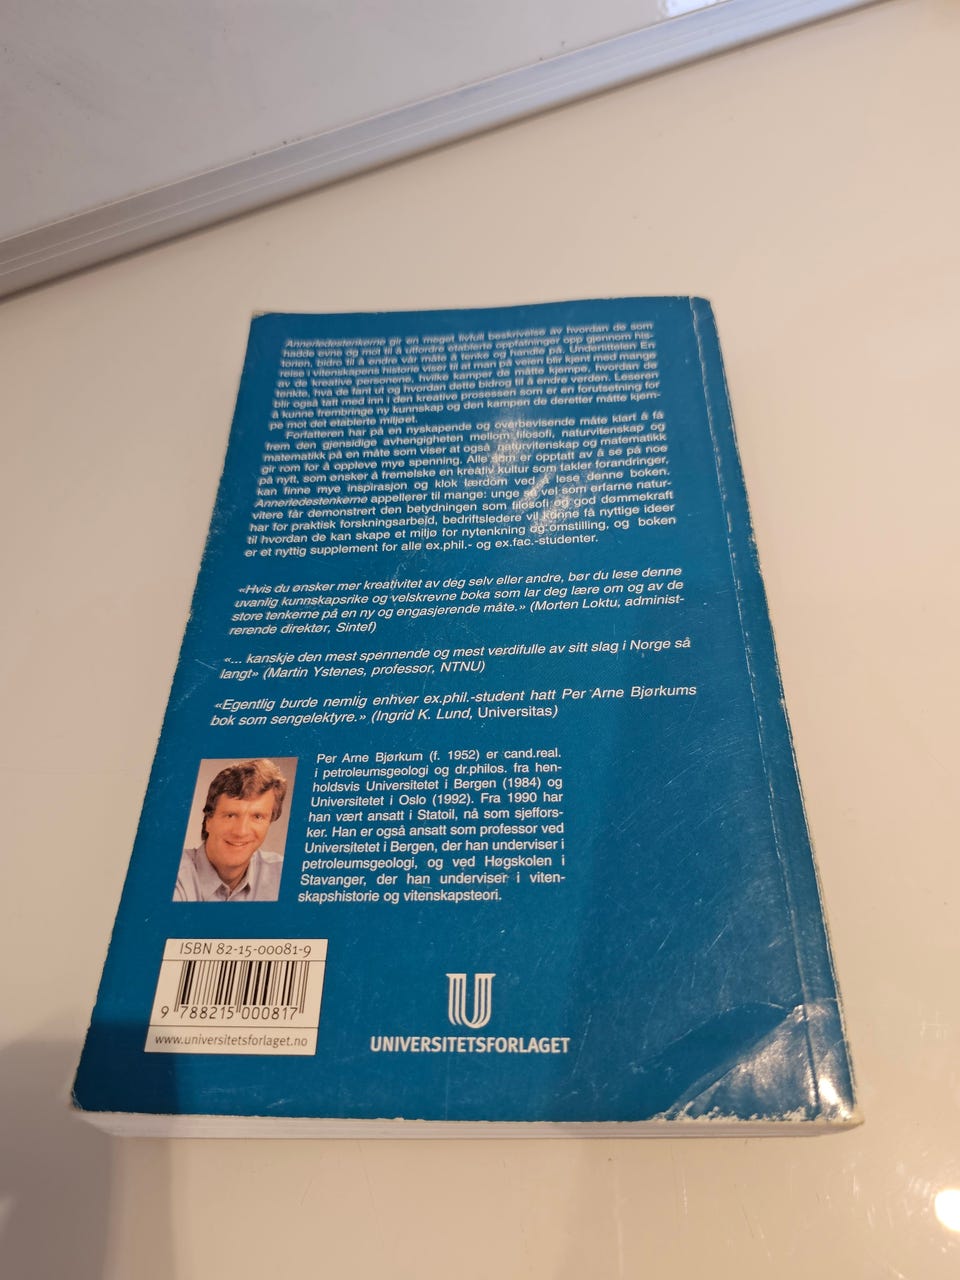 Annerledestenkerne gir en meget livfull beskrivelse av hvordan de som
hadde evne og mot til å utfordre etablerte oppfatninger opp gjennom his-
torien, bidro til å endre vår måte å tenke og handle på. Undertittelen En
reise i vitenskapens historie viser til at man på veien blir kjent med mange
av de kreative personene, hvilke kamper de måtte kjempe, hvordan de
tenkte, hva de fant ut og hvordan dette bidrog til å endre verden. Leseren
blir også tatt med inn i den kreative prosessen som er en forutsetning for
å kunne frembringe ny kunnskap og den kampen de deretter måtte kjem-
pe mot det etablerte miljøet.
Forfatteren har på en nyskapende og overbevisende måte klart å få
frem den gjensidige avhengigheten mellom filosofi, naturvitenskap og
matematikk på en måte som viser at også naturvitenskap og matematikk
gir rom for å oppleve mye spenning. Alle som er opptatt av å se på noe
på nytt, som ønsker å fremelske en kreativ kultur som takler forandringer,
kan finne mye inspirasjon og klok lærdom ved å lese denne boken.
Annerledestenkerne appellerer til mange: unge så vel som erfarne natur-
vitere får demonstrert den betydningen som filosofi og god dømmekraft
har for praktisk forskningsarbeid, bedriftsledere vil kunne få nyttige ideer
til hvordan de kan skape et miljø for nytenkning og omstilling, og boken
er et nyttig supplement for alle ex.phil.- og ex.fac.-studenter.
«Hvis du ønsker mer kreativitet av deg selv eller andre, bør du lese denne
uvanlig kunnskapsrike og velskrevne boka som lar deg lære om og av de
store tenkerne på en ny og engasjerende måte.» (Morten Loktu, administ-
rerende direktør, Sintef)
«... kanskje den mest spennende og mest verdifulle av sitt slag i Norge så
langt» (Martin Ystenes, professor, NTNU)
«Egentlig burde nemlig enhver ex.phil.-student hatt Per Arne Bjørkums
bok som sengelektyre.» (Ingrid K. Lund, Universitas)
Per Arne Bjørkum (f. 1952) er cand.real.
i petroleumsgeologi og dr.philos. fra hen-
holdsvis Universitetet i Bergen (1984) og
Universitetet i Oslo (1992). Fra 1990 har
han vært ansatt i Statoil, nå som sjeffors-
ker. Han er også ansatt som professor ved
Universitetet i Bergen, der han underviser i
petroleumsgeologi, og ved Høgskolen i
Stavanger, der han underviser i viten-
skapshistorie og vitenskapsteori.
ISBN 82-15-00081-9
9 788215 000817
www.universitetsforlaget.no
UNIVERSITETSFORLAGET